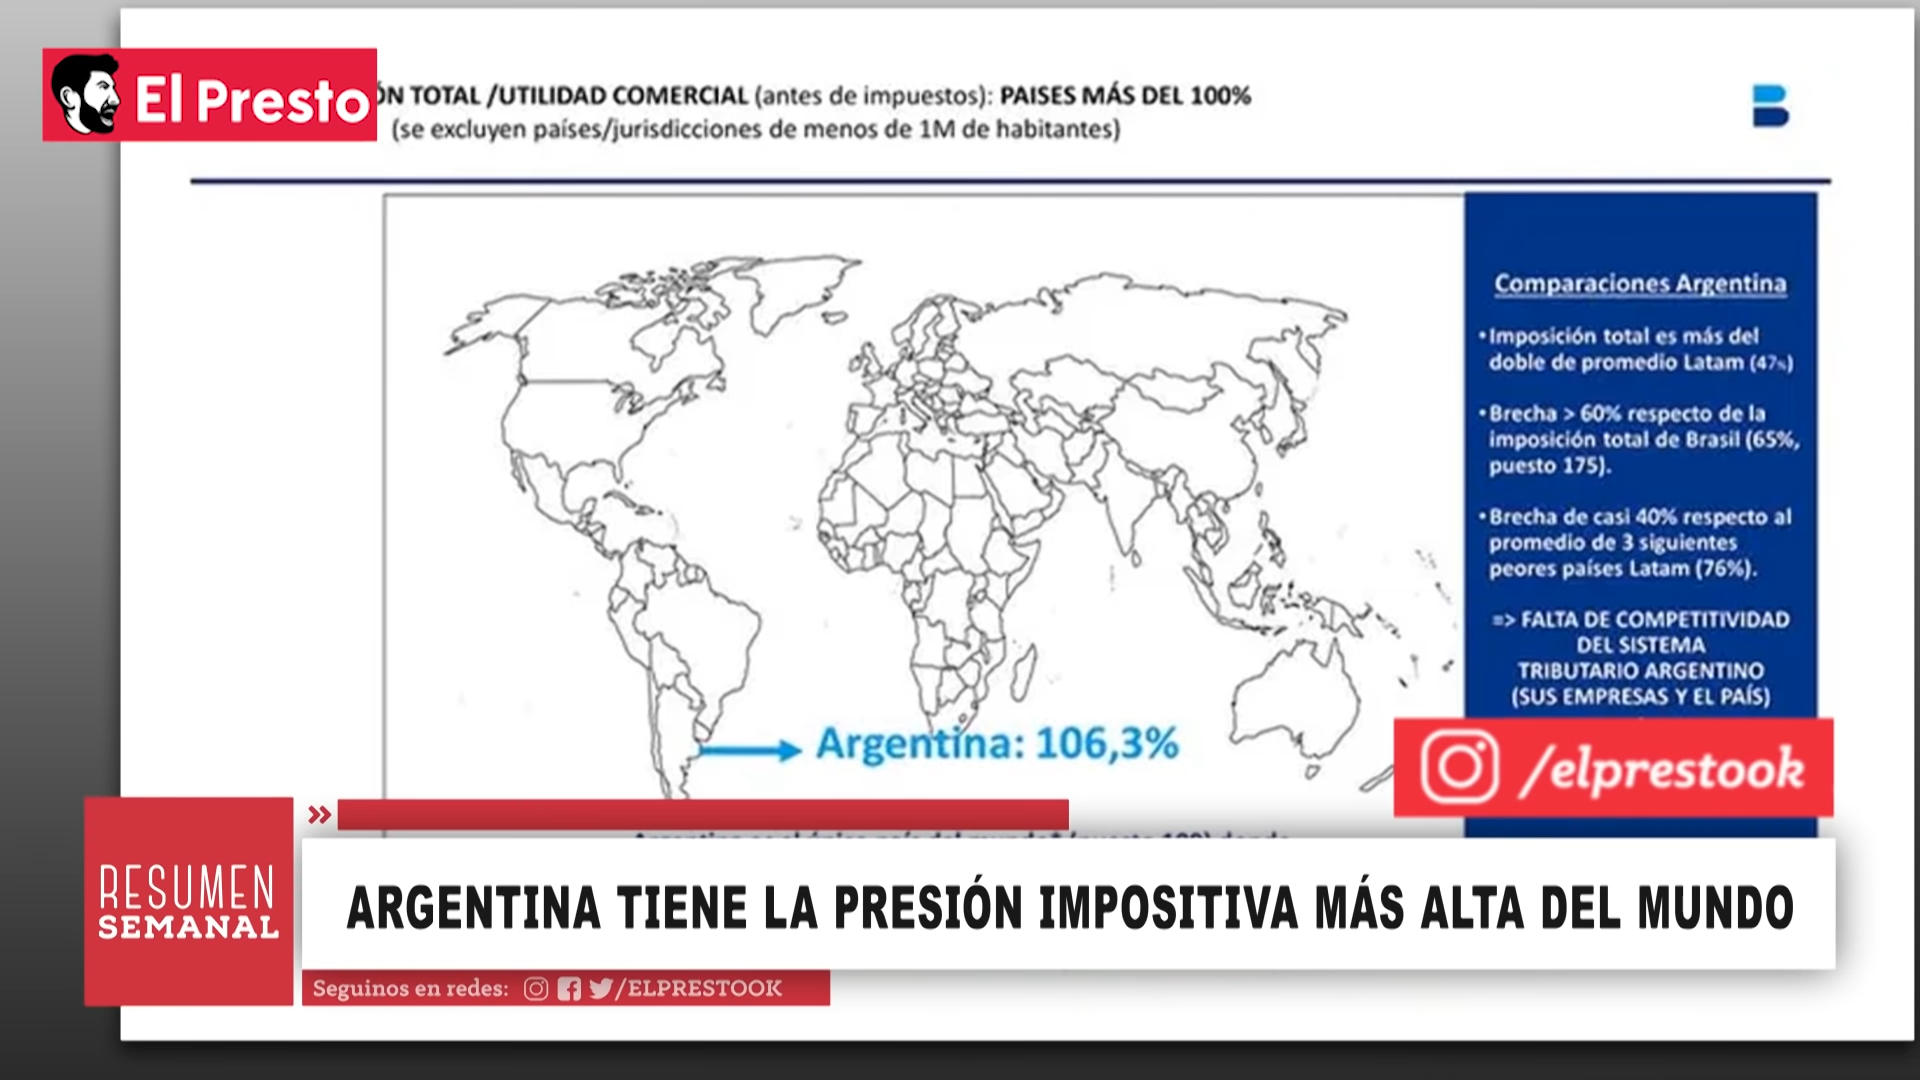 El Presto
ÓN TOTAL /UTILIDAD COMERCIAL (antes de impuestos): PAISES MÁS DEL 100%
(se excluyen países/jurisdicciones de menos de 1M de habitantes)
Comparaciones Argentina
•Imposición total es más del
doble de promedio Latam (47%)
•Brecha > 60% respecto de la
imposición total de Brasil (65%,
puesto 175).
•Brecha de casi 40% respecto al
promedio de 3 siguientes
peores países Latam (76%).
=> FALTA DE COMPETITIVIDAD
DEL SISTEMA
TRIBUTARIO ARGENTINO
(SUS EMPRESAS Y EL PAÍS)
Argentina: 106,3%
/elprestook
»
RESUMEN
SEMANAL
ARGENTINA TIENE LA PRESIÓN IMPOSITIVA MÁS ALTA DEL MUNDO
Seguinos en redes: /ELPRESTOOK